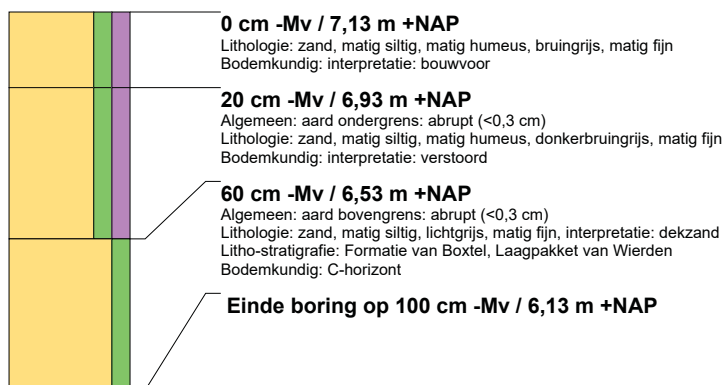 0 cm -Mv / 7,13 m +NAP
Lithologie: zand, matig siltig, matig humeus, bruingrijs, matig fijn
Bodemkundig: interpretatie: bouwvoor
20 cm -Mv / 6,93 m +NAP
Algemeen: aard ondergrens: abrupt (<0,3 cm)
Lithologie: zand, matig siltig, matig humeus, donkerbruingrijs, matig fijn
Bodemkundig: interpretatie: verstoord
60 cm -Mv / 6,53 m +NAP
Algemeen: aard bovengrens: abrupt (<0,3 cm)
Lithologie: zand, matig siltig, lichtgrijs, matig fijn, interpretatie: dekzand
Litho-stratigrafie: Formatie van Boxtel, Laagpakket van Wierden
Bodemkundig: C-horizont
Einde boring op 100 cm -Mv / 6,13 m +NAP